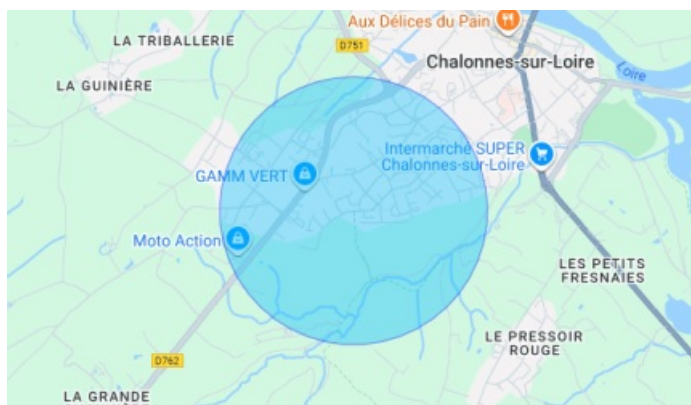 Aux Délices du Pain
LA TRIBALLERIE
D751
Chalonnes-sur-Loire
Loire
LA GUINIÈRE
Intermarché SUPER
Chalonnes-sur-Loire
GAMM VERT
Moto Action
LES PETITS
FRESNAIES
LE PRESSOIR
ROUGE
D762
LA GRANDE